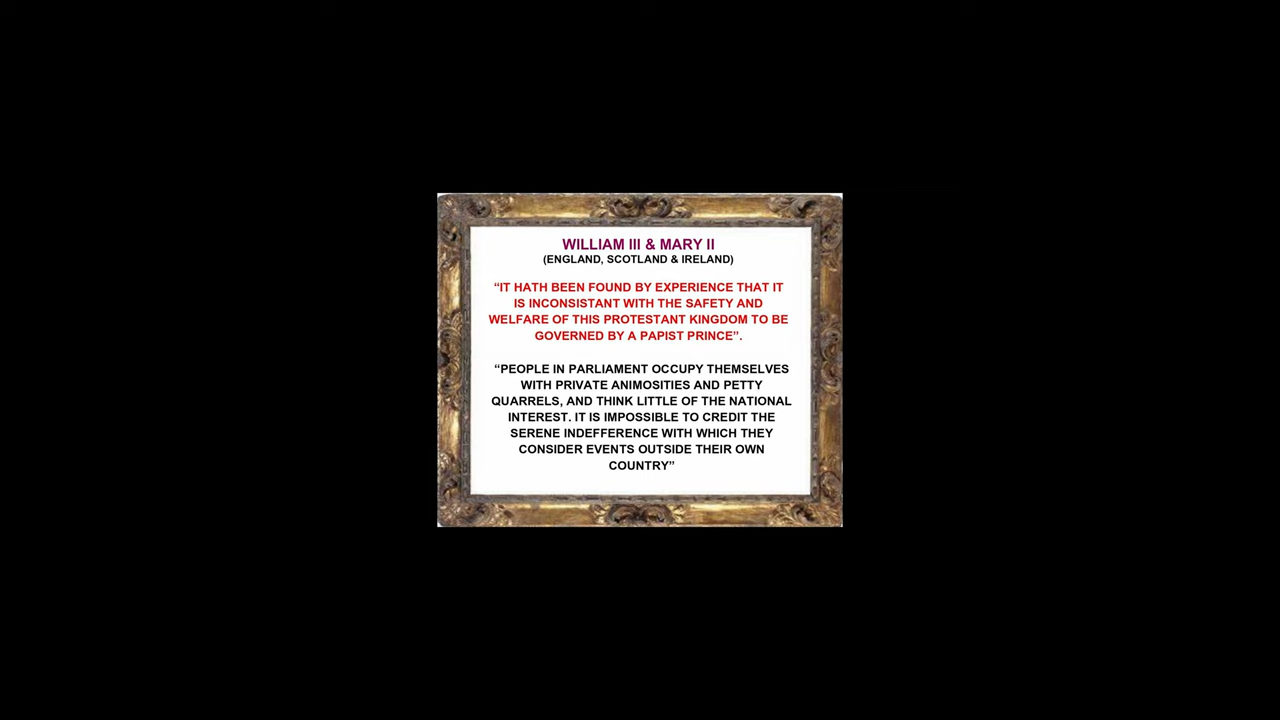 WILLIAM III & MARY II
(ENGLAND, SCOTLAND & IRELAND)
“IT HATH BEEN FOUND BY EXPERIENCE THAT IT
IS INCONSISTANT WITH THE SAFETY AND
WELFARE OF THIS PROTESTANT KINGDOM TO BE
GOVERNED BY A PAPIST PRINCE”.
“PEOPLE IN PARLIAMENT OCCUPY THEMSELVES
WITH PRIVATE ANIMOSITIES AND PETTY
QUARRELS, AND THINK LITTLE OF THE NATIONAL
INTEREST. IT IS IMPOSSIBLE TO CREDIT THE
SERENE INDEFFERENCE WITH WHICH THEY
CONSIDER EVENTS OUTSIDE THEIR OWN
COUNTRY”